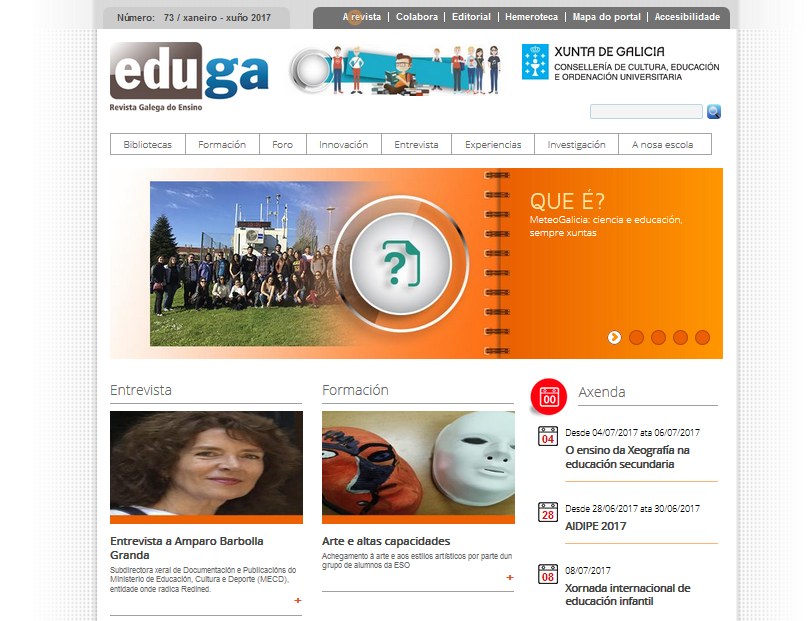 Número: 73 / xaneiro - xuño 2017
A revista | Colabora | Editorial | Hemeroteca | Mapa do portal | Accesibilidade
eduga
Revista Galega do Ensino
XUNTA DE GALICIA
CONSELLERÍA DE CULTURA, EDUCACIÓN
E ORDENACIÓN UNIVERSITARIA
Bibliotecas Formación Foro Innovación Entrevista Experiencias Investigación A nosa escola
?
QUE É?
MeteoGalicia: ciencia e educación,
sempre xuntas
Entrevista
Entrevista a Amparo Barbolla
Granda
Subdirectora xeral de Documentación e Publicacións do
Ministerio de Educación, Cultura e Deporte (MECD),
entidade onde radica Redined.
+
Formación
Arte e altas capacidades
Achegamento á arte e aos estilos artísticos por parte dun
grupo de alumnos da ESO
+
00
Axenda
04
Desde 04/07/2017 ata 06/07/2017
O ensino da Xeografía na
educación secundaria
28
Desde 28/06/2017 ata 30/06/2017
AIDIPE 2017
08
08/07/2017
Xornada internacional de
educación infantil